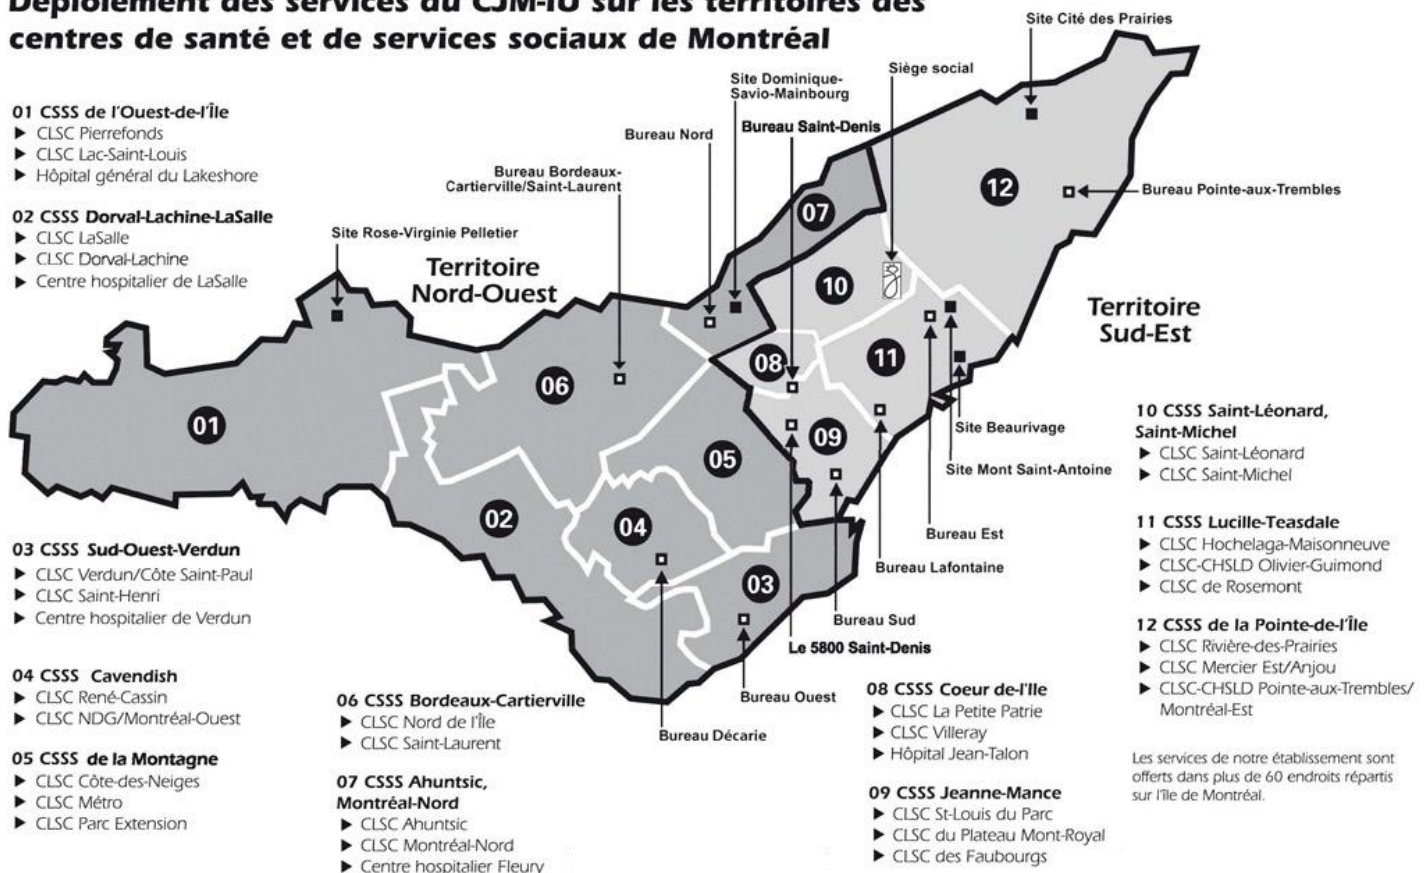 Déploiement des services du CJM-IU sur les territoires des
centres de santé et de services sociaux de Montréal
01 CSSS de l'Ouest-de-l'Île
► CLSC Pierrefonds
► CLSC Lac-Saint-Louis
► Hôpital général du Lakeshore
02 CSSS Dorval-Lachine-LaSalle
► CLSC LaSalle
► CLSC Dorval-Lachine
► Centre hospitalier de LaSalle
Site Rose-Virginie Pelletier
Territoire
Nord-Ouest
Bureau Bordeaux-
Cartierville/Saint-Laurent
Bureau Nord
Site Dominique-
Savio-Mainbourg
Bureau Saint-Denis
Siège social
Site Cité des Prairies
Bureau Pointe-aux-Trembles
Territoire
Sud-Est
01
02
03
04
05
06
07
08
09
10
11
12
Site Beaurivage
Site Mont Saint-Antoine
Bureau Est
Bureau Lafontaine
Bureau Sud
Le 5800 Saint-Denis
Bureau Ouest
Bureau Décarie
03 CSSS Sud-Ouest-Verdun
► CLSC Verdun/Côte Saint-Paul
► CLSC Saint-Henri
► Centre hospitalier de Verdun
04 CSSS Cavendish
► CLSC René-Cassin
► CLSC NDG/Montréal-Ouest
05 CSSS de la Montagne
► CLSC Côte-des-Neiges
► CLSC Métro
► CLSC Parc Extension
06 CSSS Bordeaux-Cartierville
► CLSC Nord de l'Île
► CLSC Saint-Laurent
07 CSSS Ahuntsic,
Montréal-Nord
► CLSC Ahuntsic
► CLSC Montréal-Nord
► Centre hospitalier Fleury
08 CSSS Coeur de-l'Ile
► CLSC La Petite Patrie
► CLSC Villeray
► Hôpital Jean-Talon
09 CSSS Jeanne-Mance
► CLSC St-Louis du Parc
► CLSC du Plateau Mont-Royal
► CLSC des Faubourgs
10 CSSS Saint-Léonard,
Saint-Michel
► CLSC Saint-Léonard
► CLSC Saint-Michel
11 CSSS Lucille-Teasdale
► CLSC Hochelaga-Maisonneuve
► CLSC-CHSLD Olivier-Guimond
► CLSC de Rosemont
12 CSSS de la Pointe-de-l'Île
► CLSC Rivière-des-Prairies
► CLSC Mercier Est/Anjou
► CLSC-CHSLD Pointe-aux-Trembles/
Montréal-Est
Les services de notre établissement sont
offerts dans plus de 60 endroits répartis
sur l'île de Montréal.